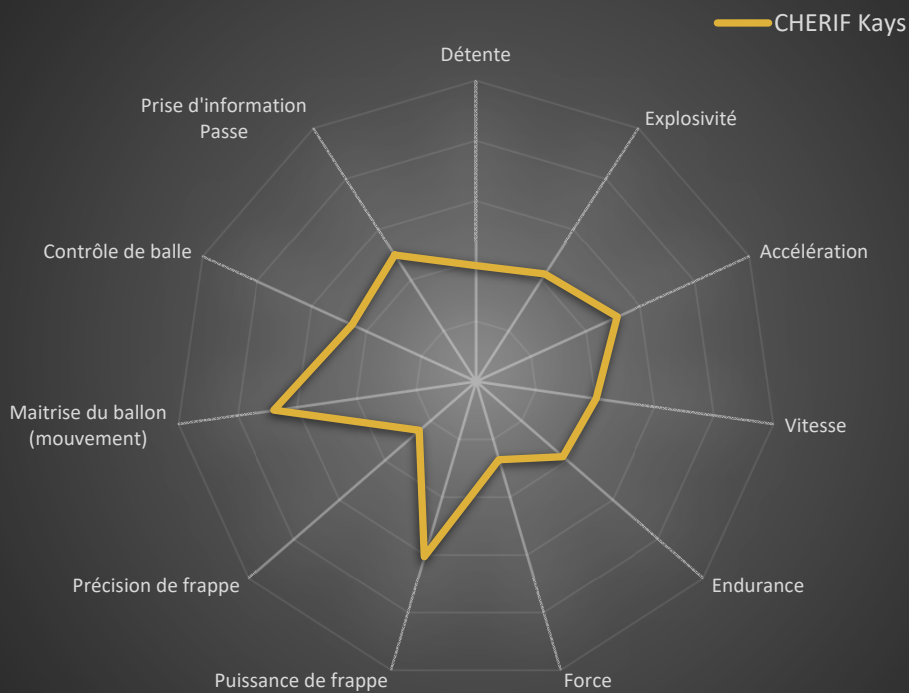 CHERIF Kays
Détente
Explosivité
Accélération
Vitesse
Endurance
Force
Puissance de frappe
Précision de frappe
Maitrise du ballon
(mouvement)
Contrôle de balle
Prise d'information
Passe